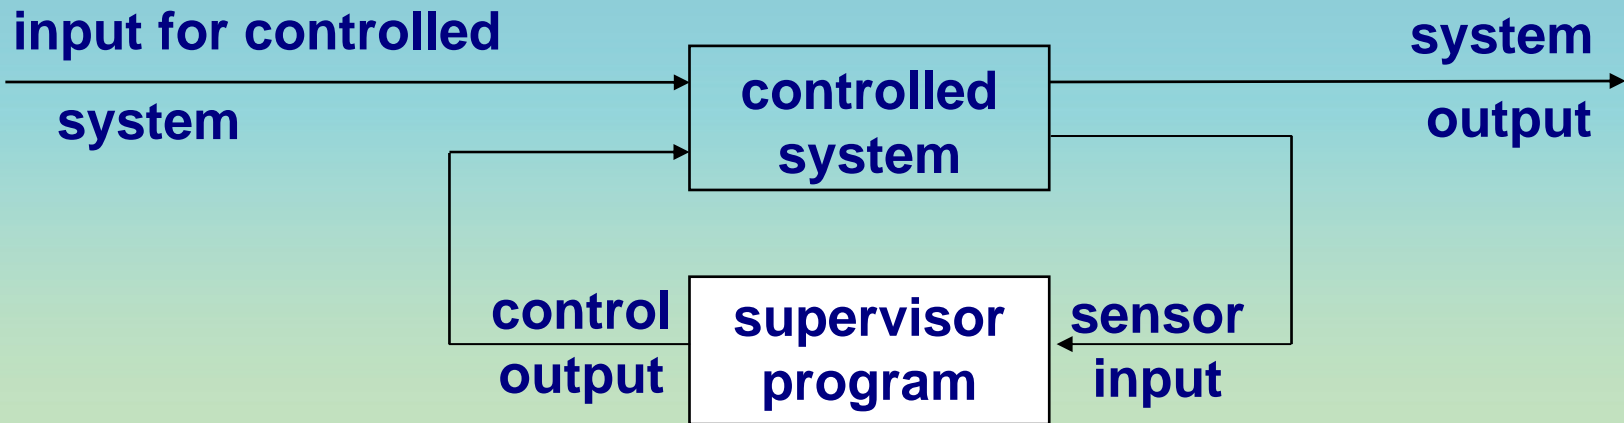 input for controlled
system
controlled
system
system
output
control
output
supervisor
program
sensor
input